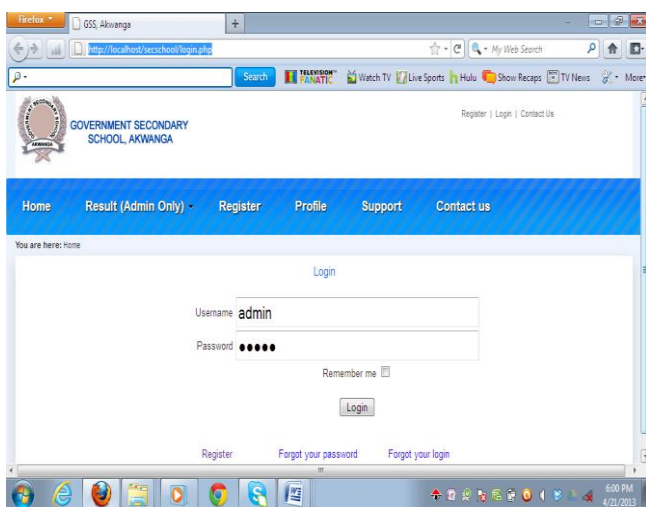 Firefox
GSS, Akwanga
http://localhost/secschool/login.php
My Web Search
Search TELEVISION FANATIC Watch TV Live Sports Hulu Show Recaps TV News More
GOVERNMENT SECONDARY
SCHOOL, AKWANGA
AKWANGA
Register | Login | Contact Us
Home Result (Admin Only) Register Profile Support Contact us
You are here: Home
Login
Username admin
Password ●●●●●
Remember me
Login
Register Forgot your password Forgot your login
6:00 PM
4/21/2013